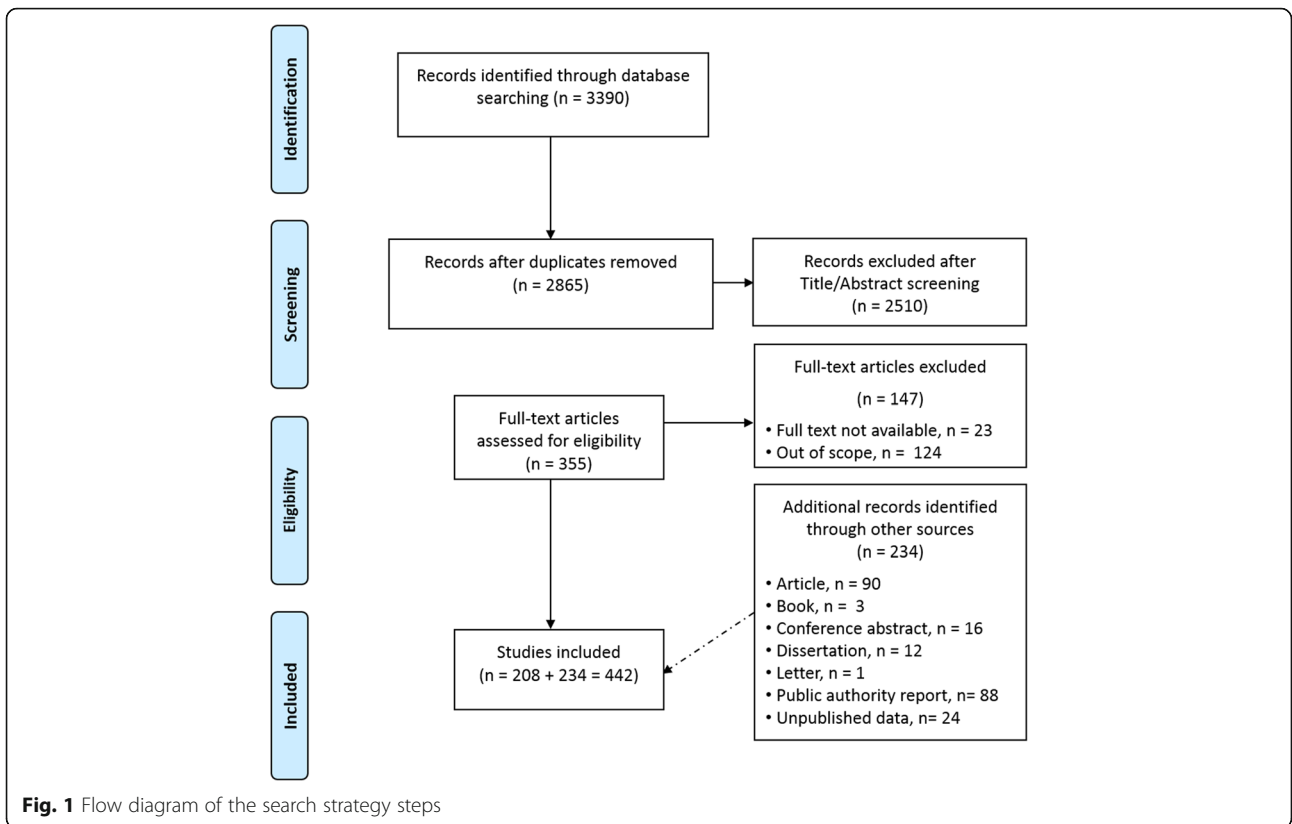 Identification
Records identified through database
searching (n = 3390)
Screening
Records after duplicates removed
(n = 2865)
Records excluded after
Title/Abstract screening
(n = 2510)
Eligibility
Full-text articles
assessed for eligibility
(n = 355)
Full-text articles excluded
(n = 147)
• Full text not available, n = 23
• Out of scope, n = 124
Additional records identified
through other sources
(n = 234)
• Article, n = 90
• Book, n = 3
• Conference abstract, n = 16
• Dissertation, n = 12
• Letter, n = 1
• Public authority report, n= 88
• Unpublished data, n= 24
Included
Studies included
(n = 208 + 234 = 442)
Fig. 1 Flow diagram of the search strategy steps